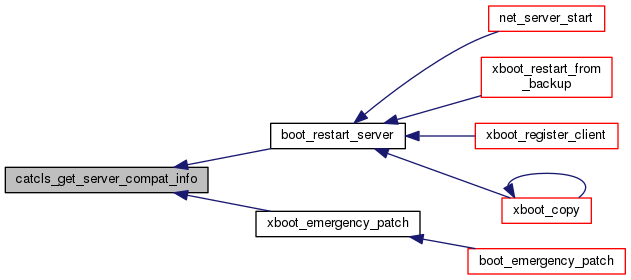 net_server_start
xboot_restart_from
_backup
boot_restart_server
xboot_register_client
catcls_get_server_compat_info
xboot_copy
xboot_emergency_patch
boot_emergency_patch